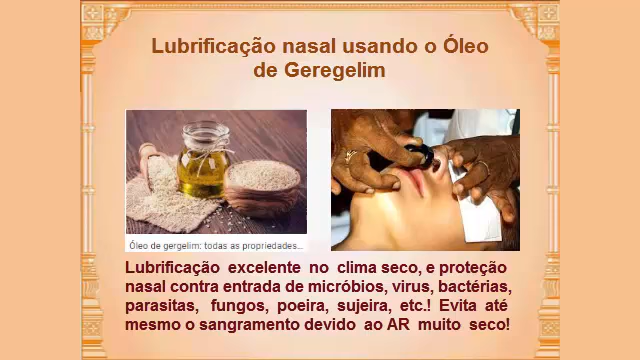 Lubrificação nasal usando o Óleo
de Geregelim
Óleo de gergelim: todas as propriedades...
Lubrificação excelente no clima seco, e proteção
nasal contra entrada de micróbios, virus, bactérias,
parasitas, fungos, poeira, sujeira, etc.! Evita até
mesmo o sangramento devido ao AR muito seco!